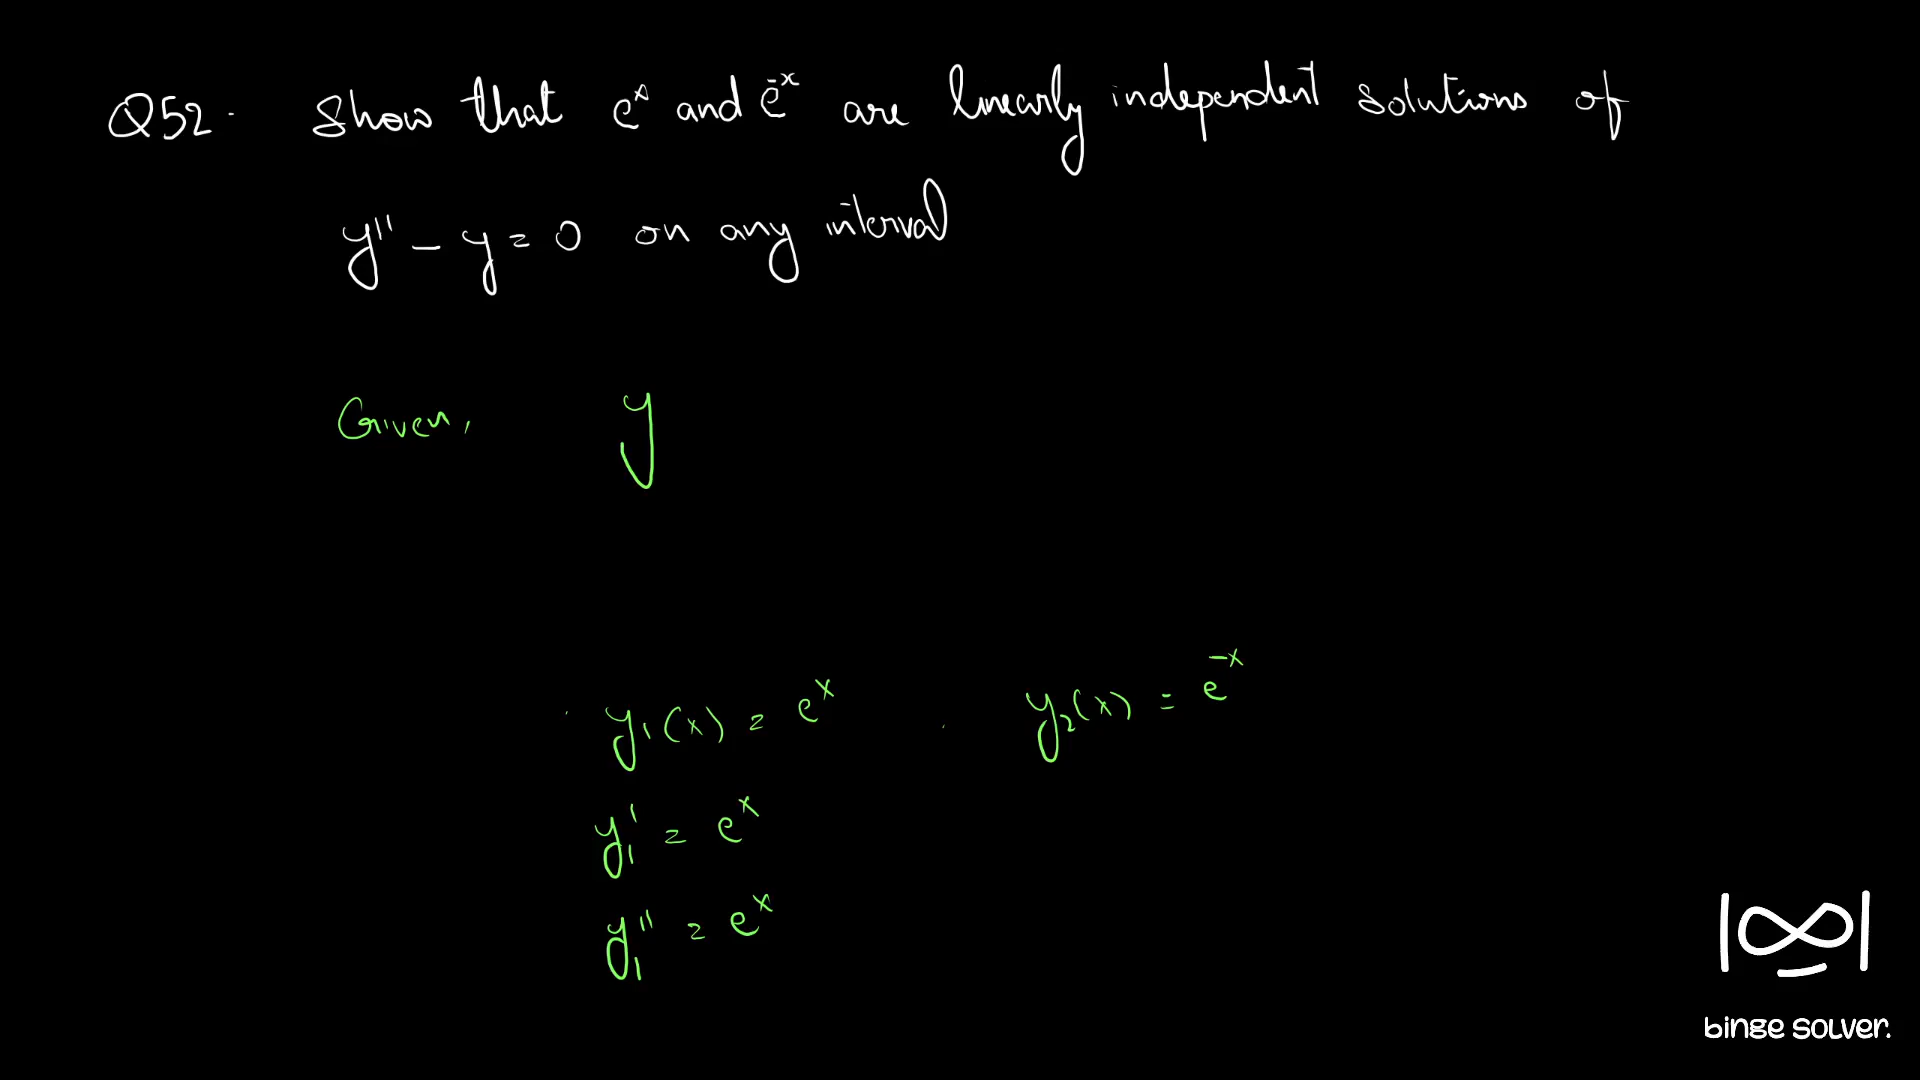 Q52. Show that e^x and e^-x are linearly independent solutions of
y'' - y = 0 on any interval
Given, y
y₁(x) = e^x , y₂(x) = e^-x
y₁' = e^x
y₁'' = e^x
binge solver.